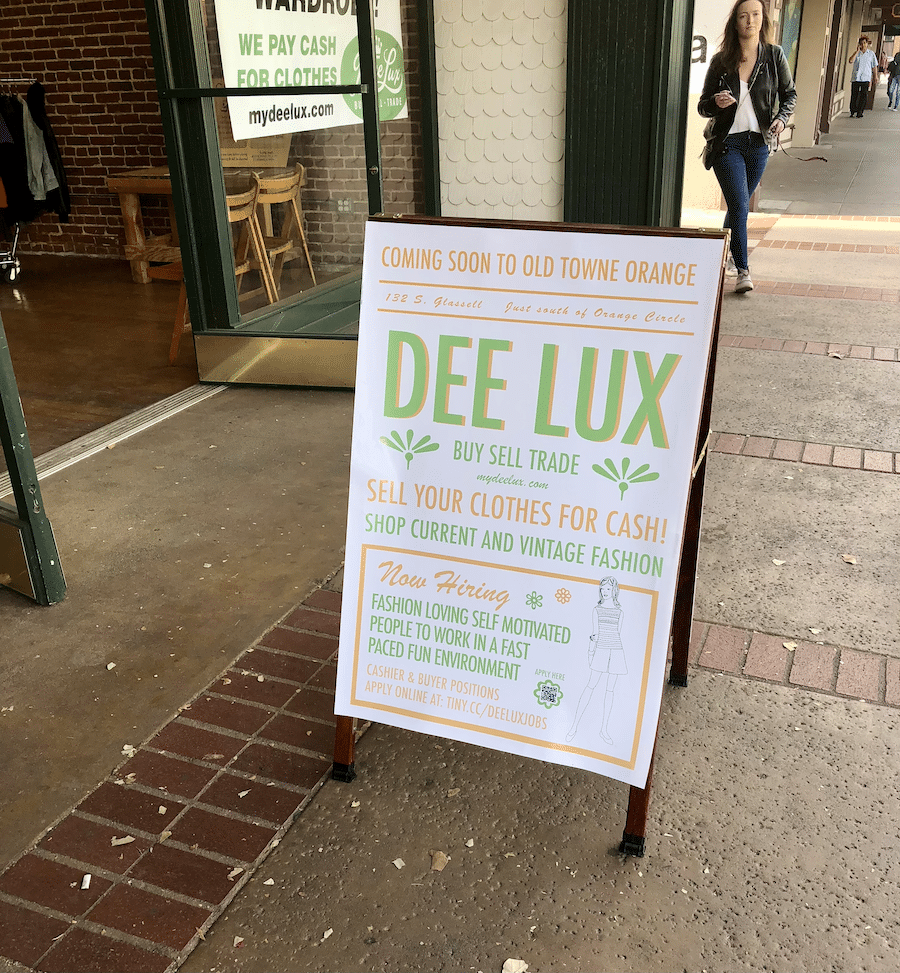 WARDROBE?
WE PAY CASH
FOR CLOTHES
mydeelux.com
Dee Lux
COMING SOON TO OLD TOWNE ORANGE
132 S. Glassell Just south of Orange Circle
DEE LUX
BUY SELL TRADE
mydeelux.com
SELL YOUR CLOTHES FOR CASH!
SHOP CURRENT AND VINTAGE FASHION
Now Hiring
FASHION LOVING SELF MOTIVATED
PEOPLE TO WORK IN A FAST
PACED FUN ENVIRONMENT
APPLY HERE
CASHIER & BUYER POSITIONS
APPLY ONLINE AT: TINY.CC/DEELUXJOBS